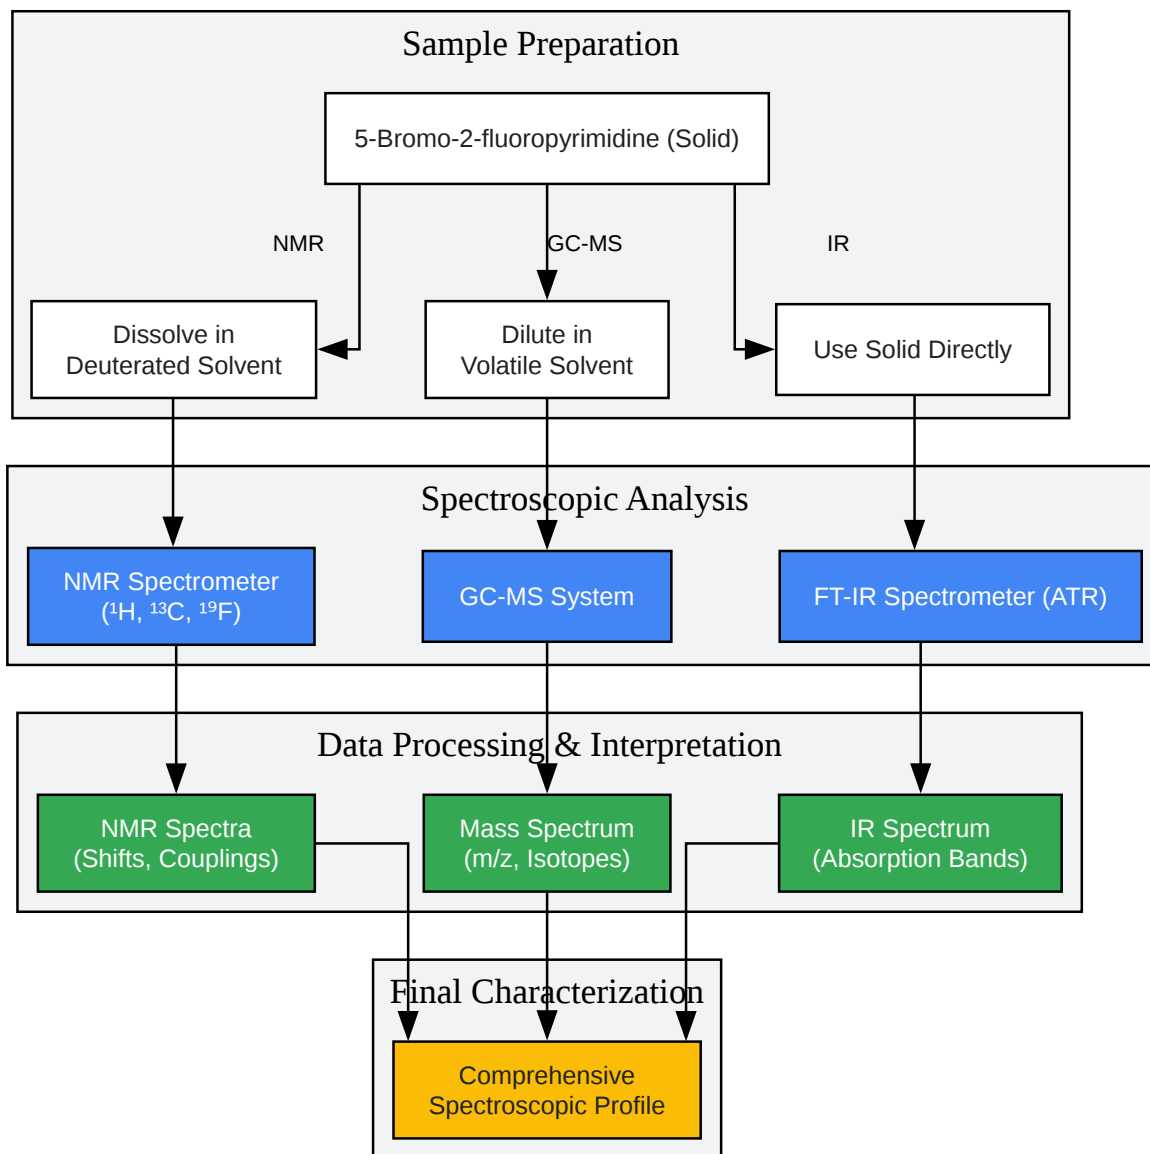 Sample Preparation
5-Bromo-2-fluoropyrimidine (Solid)
NMR
GC-MS
IR
Dissolve in
Deuterated Solvent
Dilute in
Volatile Solvent
Use Solid Directly
Spectroscopic Analysis
NMR Spectrometer
(¹H, ¹³C, ¹⁹F)
GC-MS System
FT-IR Spectrometer (ATR)
Data Processing & Interpretation
NMR Spectra
(Shifts, Couplings)
Mass Spectrum
(m/z, Isotopes)
IR Spectrum
(Absorption Bands)
Final Characterization
Comprehensive
Spectroscopic Profile